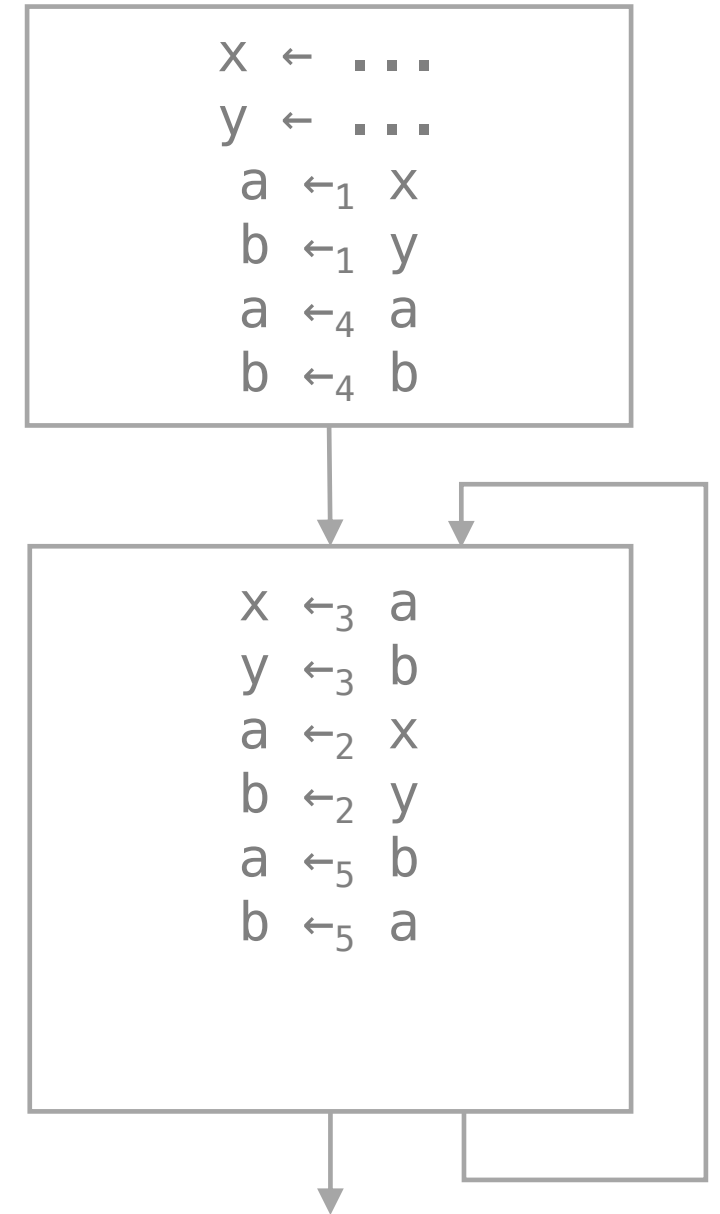 x ← ...
y ← ...
a ←₁ x
b ←₁ y
a ←₄ a
b ←₄ b
x ←₃ a
y ←₃ b
a ←₂ x
b ←₂ y
a ←₅ b
b ←₅ a